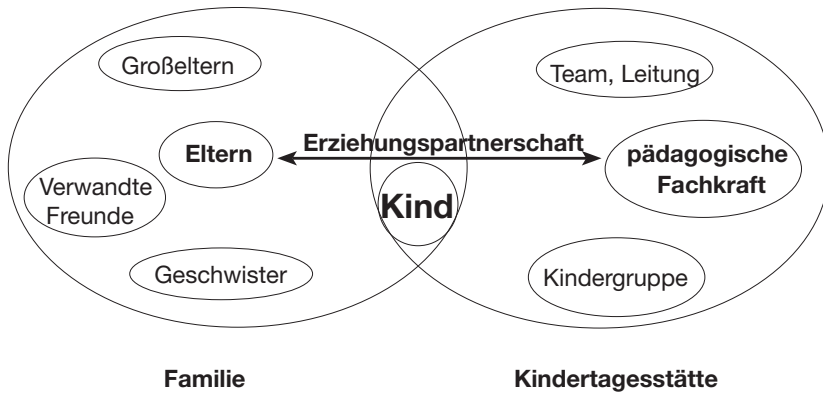 Großeltern
Team, Leitung
Erziehungspartnerschaft
Eltern
pädagogische
Fachkraft
Verwandte
Freunde
Kind
Geschwister
Kindergruppe
Familie
Kindertagesstätte